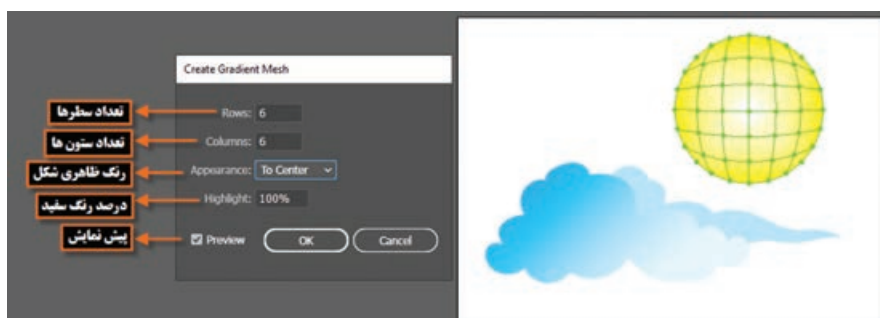 Create Gradient Mesh
تعداد سطرها Rows: 6
تعداد ستون ها Columns: 6
رنگ ظاهری شکل Appearance: To Center
درصد رنگ سفید Highlight: 100%
پیش نمایش Preview OK Cancel